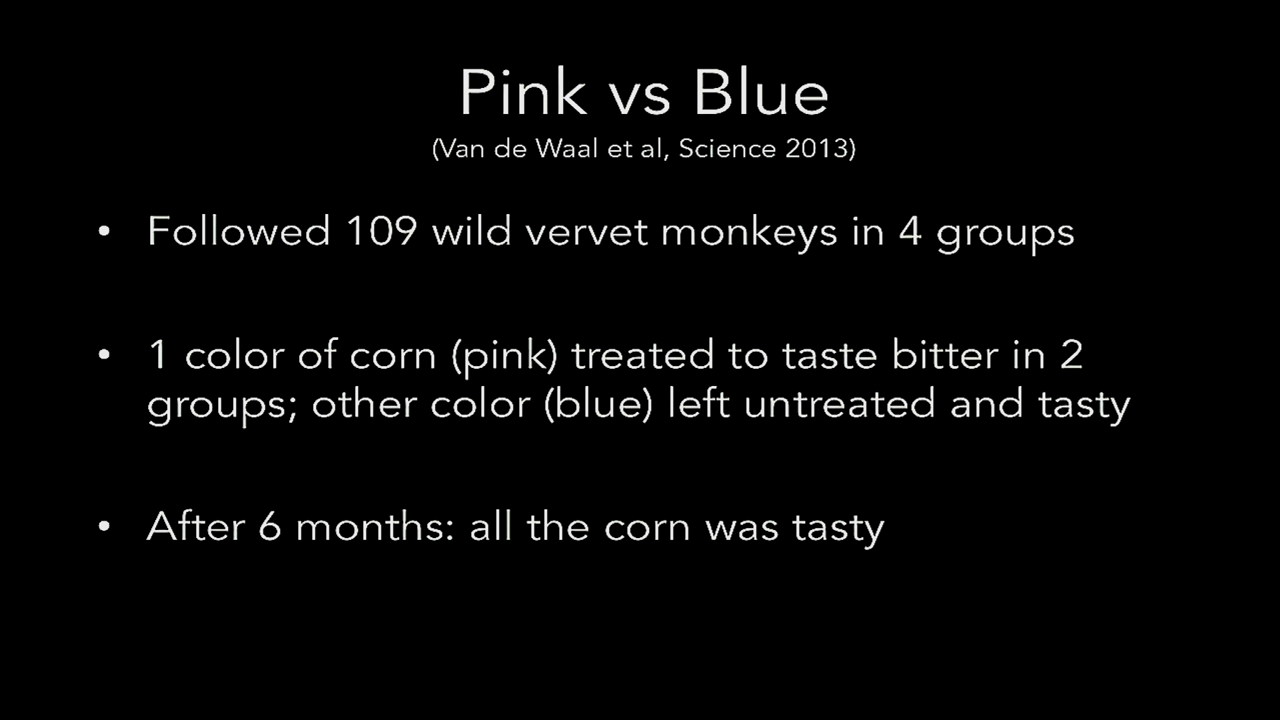 Pink vs Blue
(Van de Waal et al, Science 2013)
• Followed 109 wild vervet monkeys in 4 groups
• 1 color of corn (pink) treated to taste bitter in 2
groups; other color (blue) left untreated and tasty
• After 6 months: all the corn was tasty